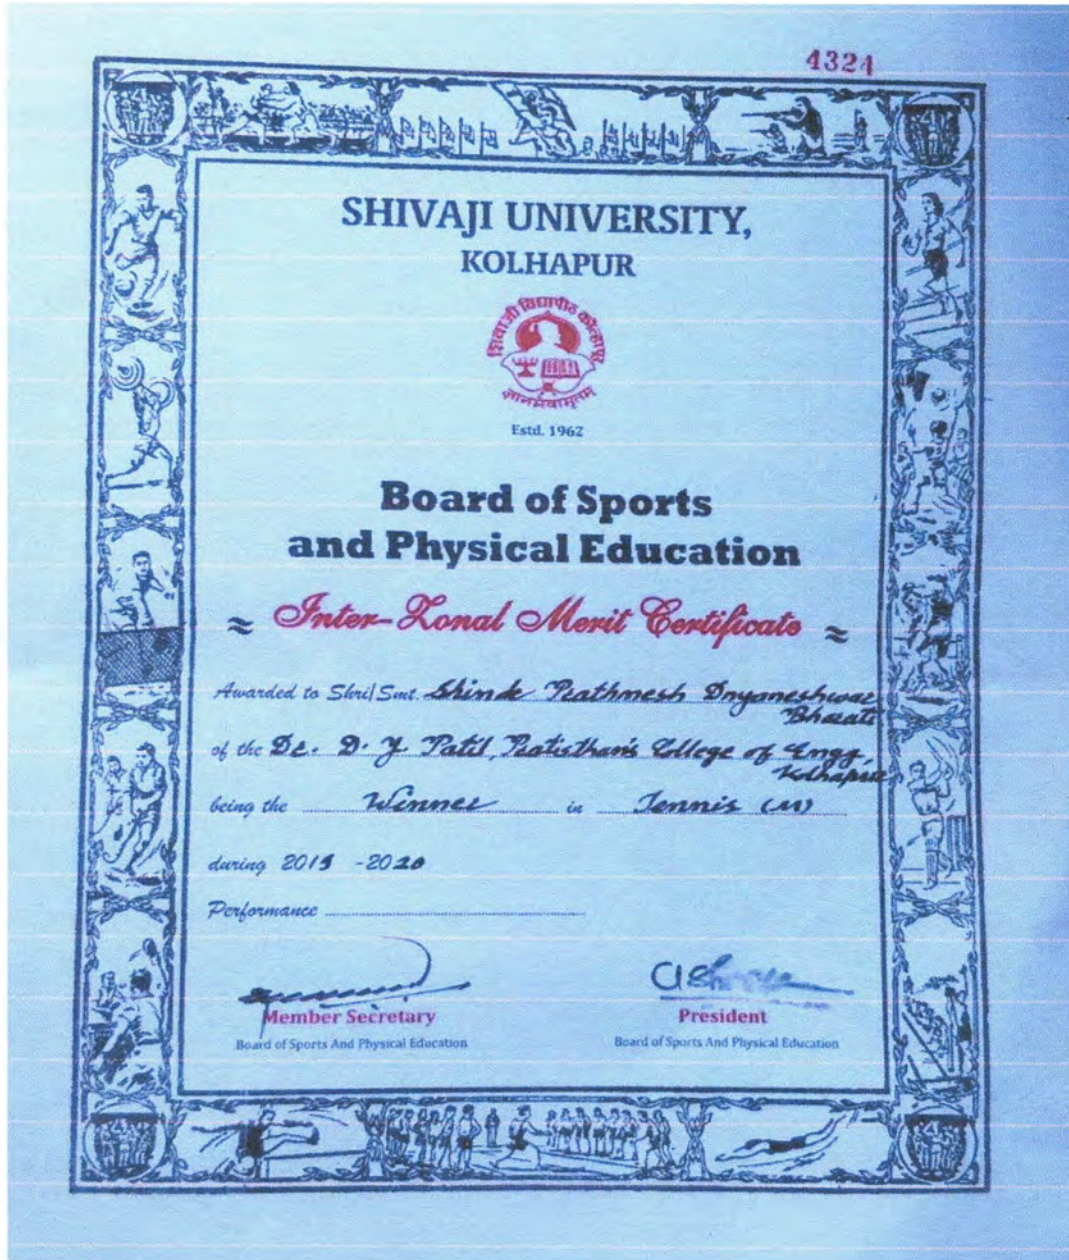 4324
SHIVAJI UNIVERSITY,
KOLHAPUR
शिवाजी विद्यापीठ कोल्हापूर
ज्ञानमेवामृतम
Estd. 1962
Board of Sports
and Physical Education
≈ Inter-Zonal Merit Certificate ≈
Awarded to Shri/Smt. Shinde Prathmesh Dnyaneshwar
Bharati
of the Dr. D. Y. Patil, Pratisthan's College of Engg,
Kolhapur
being the Winner in Tennis (M)
during 2019 - 2020
Performance
Member Secretary President
Board of Sports And Physical Education Board of Sports And Physical Education